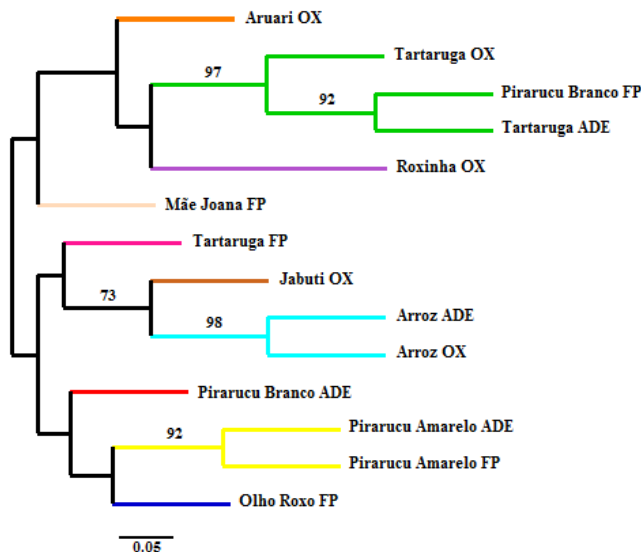 Aruari OX
Tartaruga OX
97
Pirarucu Branco FP
92
Tartaruga ADE
Roxinha OX
Mãe Joana FP
Tartaruga FP
Jabuti OX
73
Arroz ADE
98
Arroz OX
Pirarucu Branco ADE
Pirarucu Amarelo ADE
92
Pirarucu Amarelo FP
Olho Roxo FP
0.05